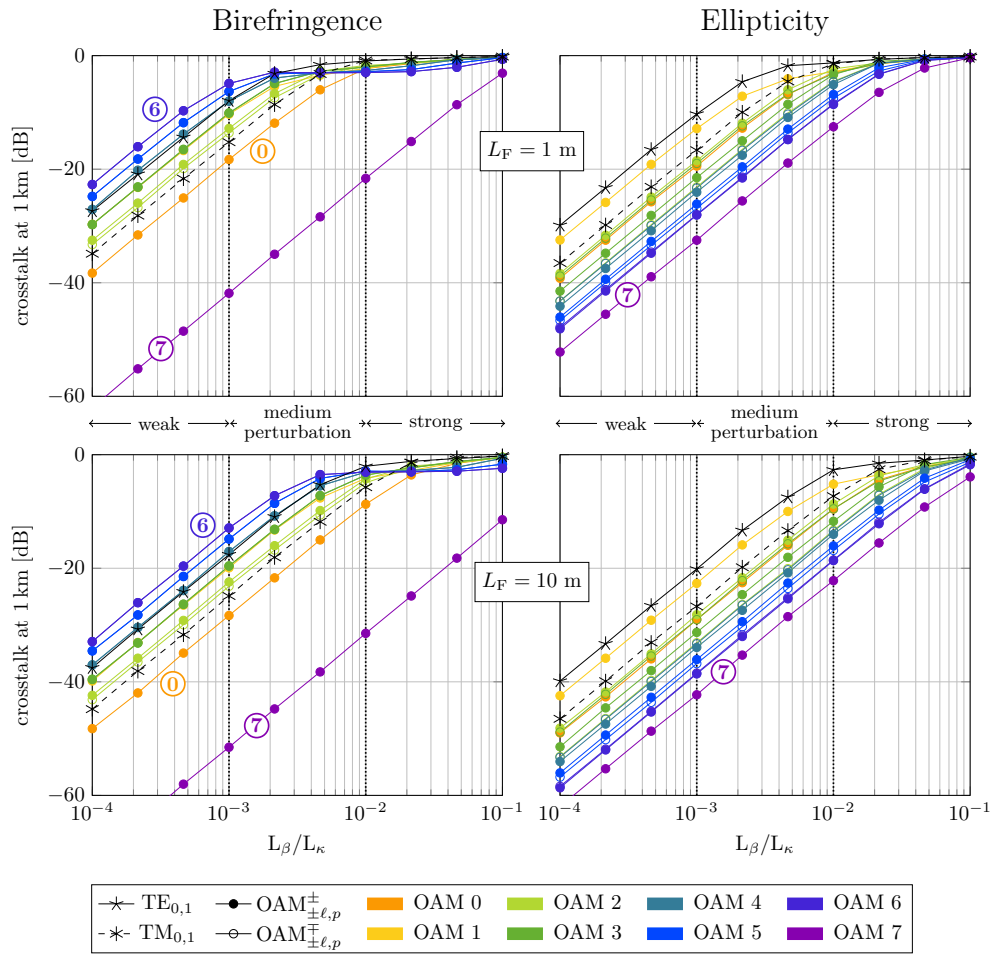 Birefringence
Ellipticity
crosstalk at 1 km [dB]
0
−20
−40
−60
6
0
7
L_F = 1 m
7
weak
medium
perturbation
strong
weak
medium
perturbation
strong
crosstalk at 1 km [dB]
0
−20
−40
−60
6
0
7
L_F = 10 m
7
10^−4
10^−3
10^−2
10^−1
10^−4
10^−3
10^−2
10^−1
L_β/L_κ
L_β/L_κ
TE_0,1 OAM^±_±ℓ,p OAM 0 OAM 2 OAM 4 OAM 6
TM_0,1 OAM^∓_±ℓ,p OAM 1 OAM 3 OAM 5 OAM 7